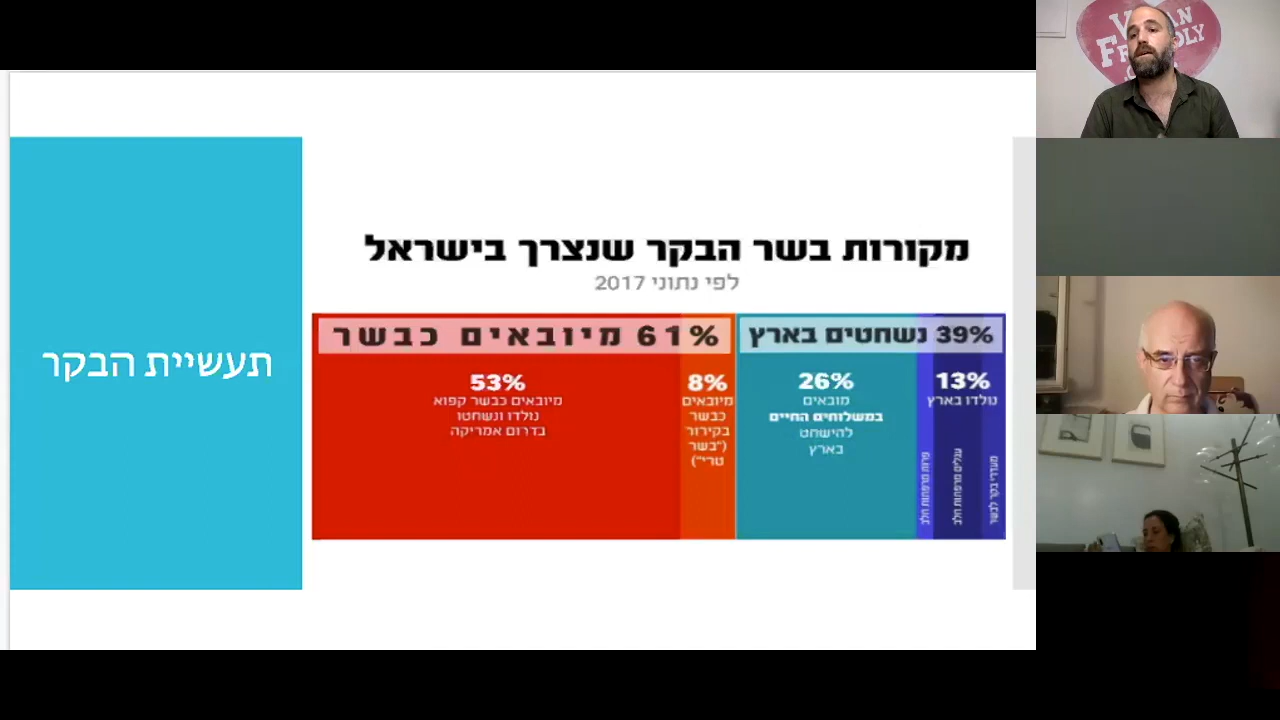 מקורות בשר הבקר שנצרך בישראל
לפי נתוני 2017
39% נשחטים בארץ
61% מיובאים כבשר
13%
נולדו בארץ
26%
מובאים
במשלוחים החיים
להישחט
בארץ
8%
מיובאים
כבשר
בקירור
("בשר
טרי")
53%
מיובאים כבשר קפוא
נולדו ונשחטו
בדרום אמריקה
תעשיית הבקר
FRIENDLY